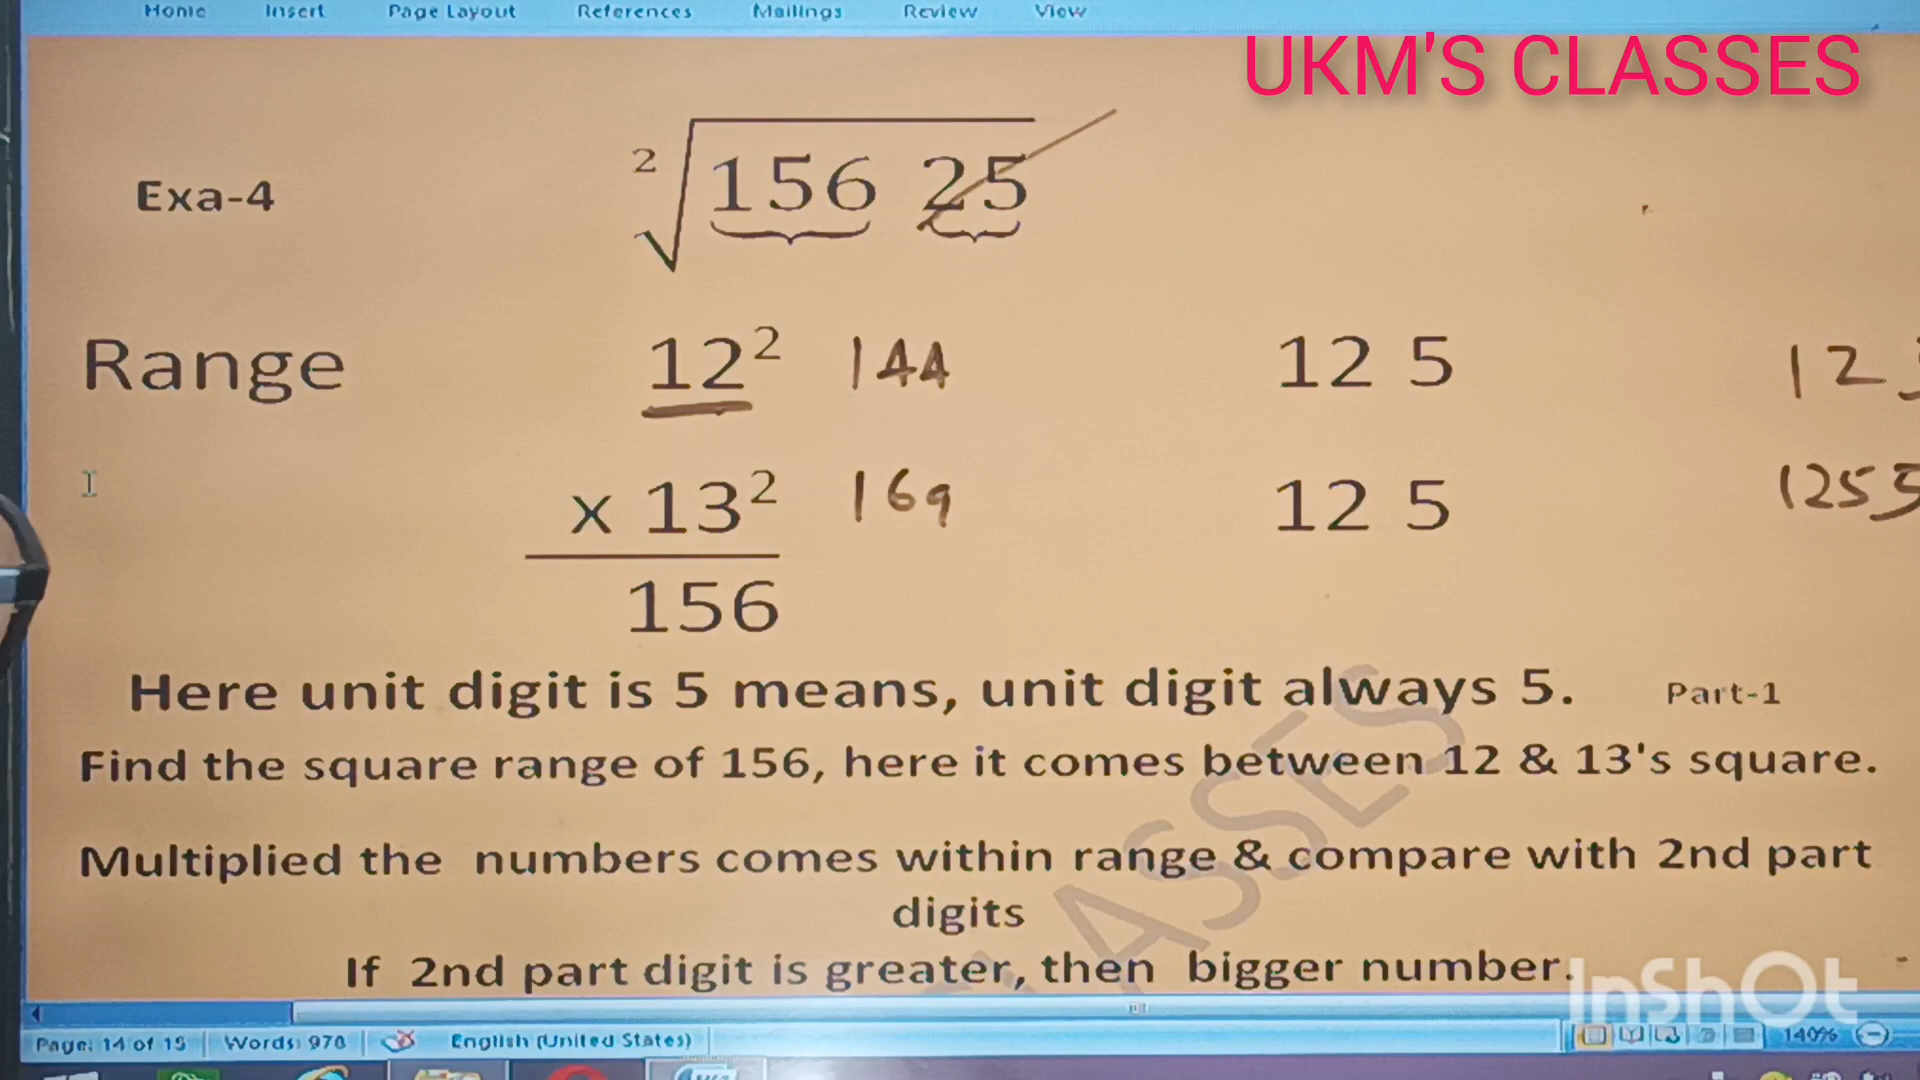 Home Insert Page Layout References Mailings Review View
UKM'S CLASSES
Exa-4
2 √ 156 25
Range 12² 144 12 5 12
x 13² 169 12 5 1255
156
Here unit digit is 5 means, unit digit always 5. Part-1
Find the square range of 156, here it comes between 12 & 13's square.
Multiplied the numbers comes within range & compare with 2nd part
digits
If 2nd part digit is greater, then bigger number.
InShOt
CLASSES
Page: 14 of 15 Words: 970 English (United States) 140%